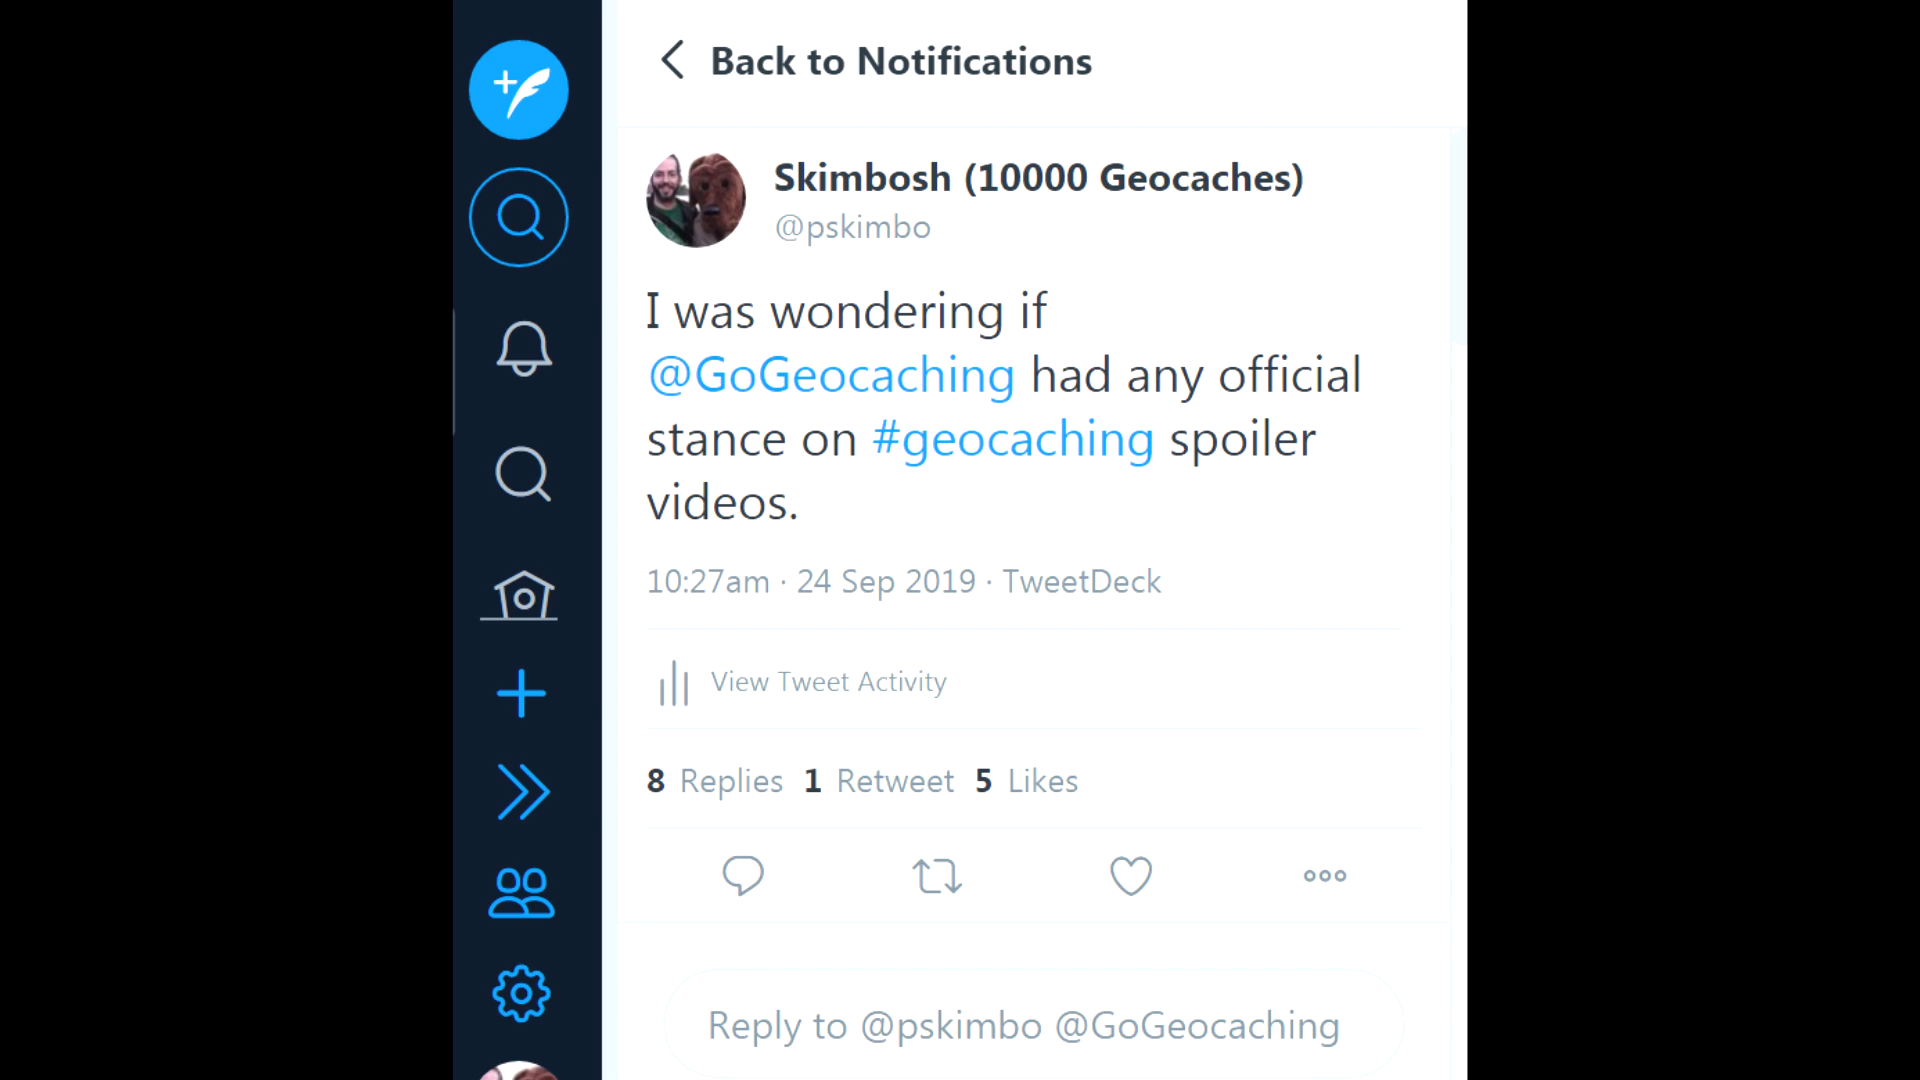 Back to Notifications
Skimbosh (10000 Geocaches)
@pskimbo
I was wondering if
@GoGeocaching had any official
stance on #geocaching spoiler
videos.
10:27am · 24 Sep 2019 · TweetDeck
View Tweet Activity
8 Replies 1 Retweet 5 Likes
Reply to @pskimbo @GoGeocaching